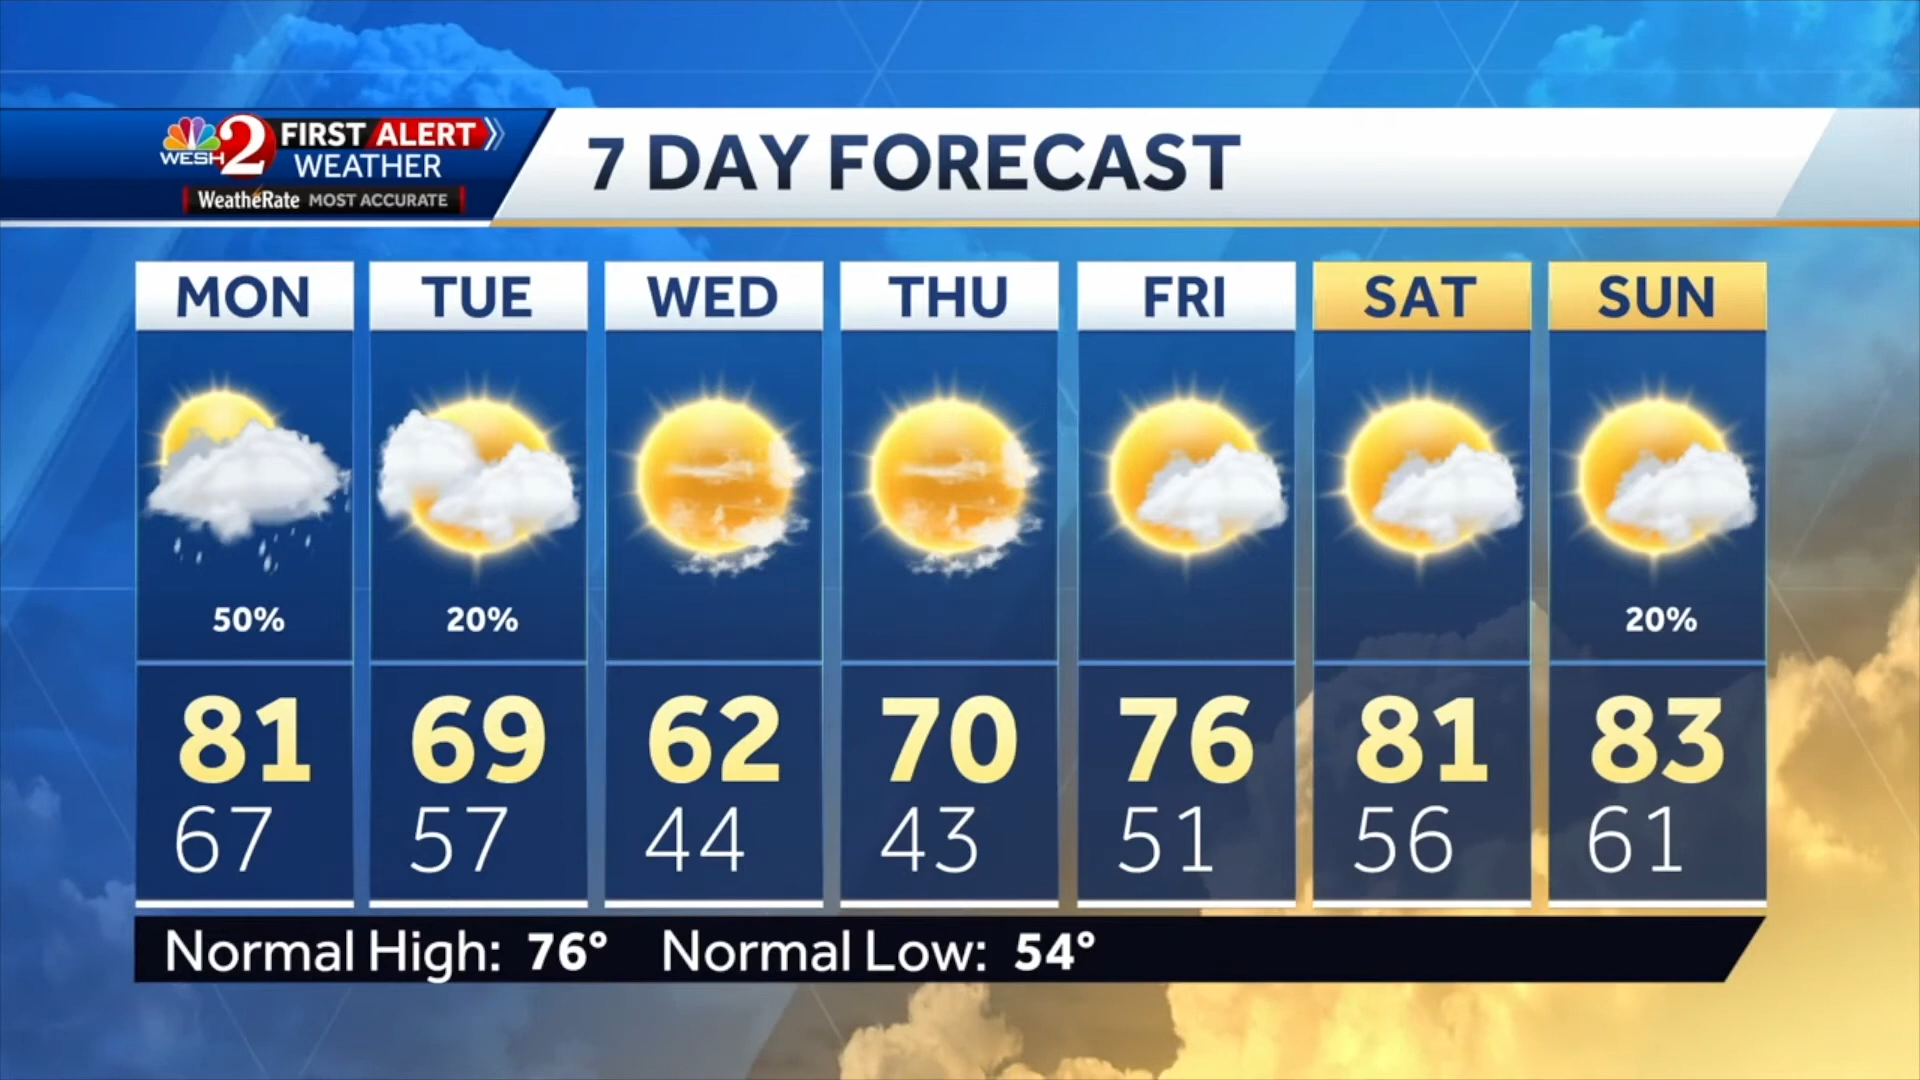 WESH 2 FIRST ALERT
WEATHER
WeatheRate MOST ACCURATE
7 DAY FORECAST
MON TUE WED THU FRI SAT SUN
50% 20% 20%
81 69 62 70 76 81 83
67 57 44 43 51 56 61
Normal High: 76° Normal Low: 54°